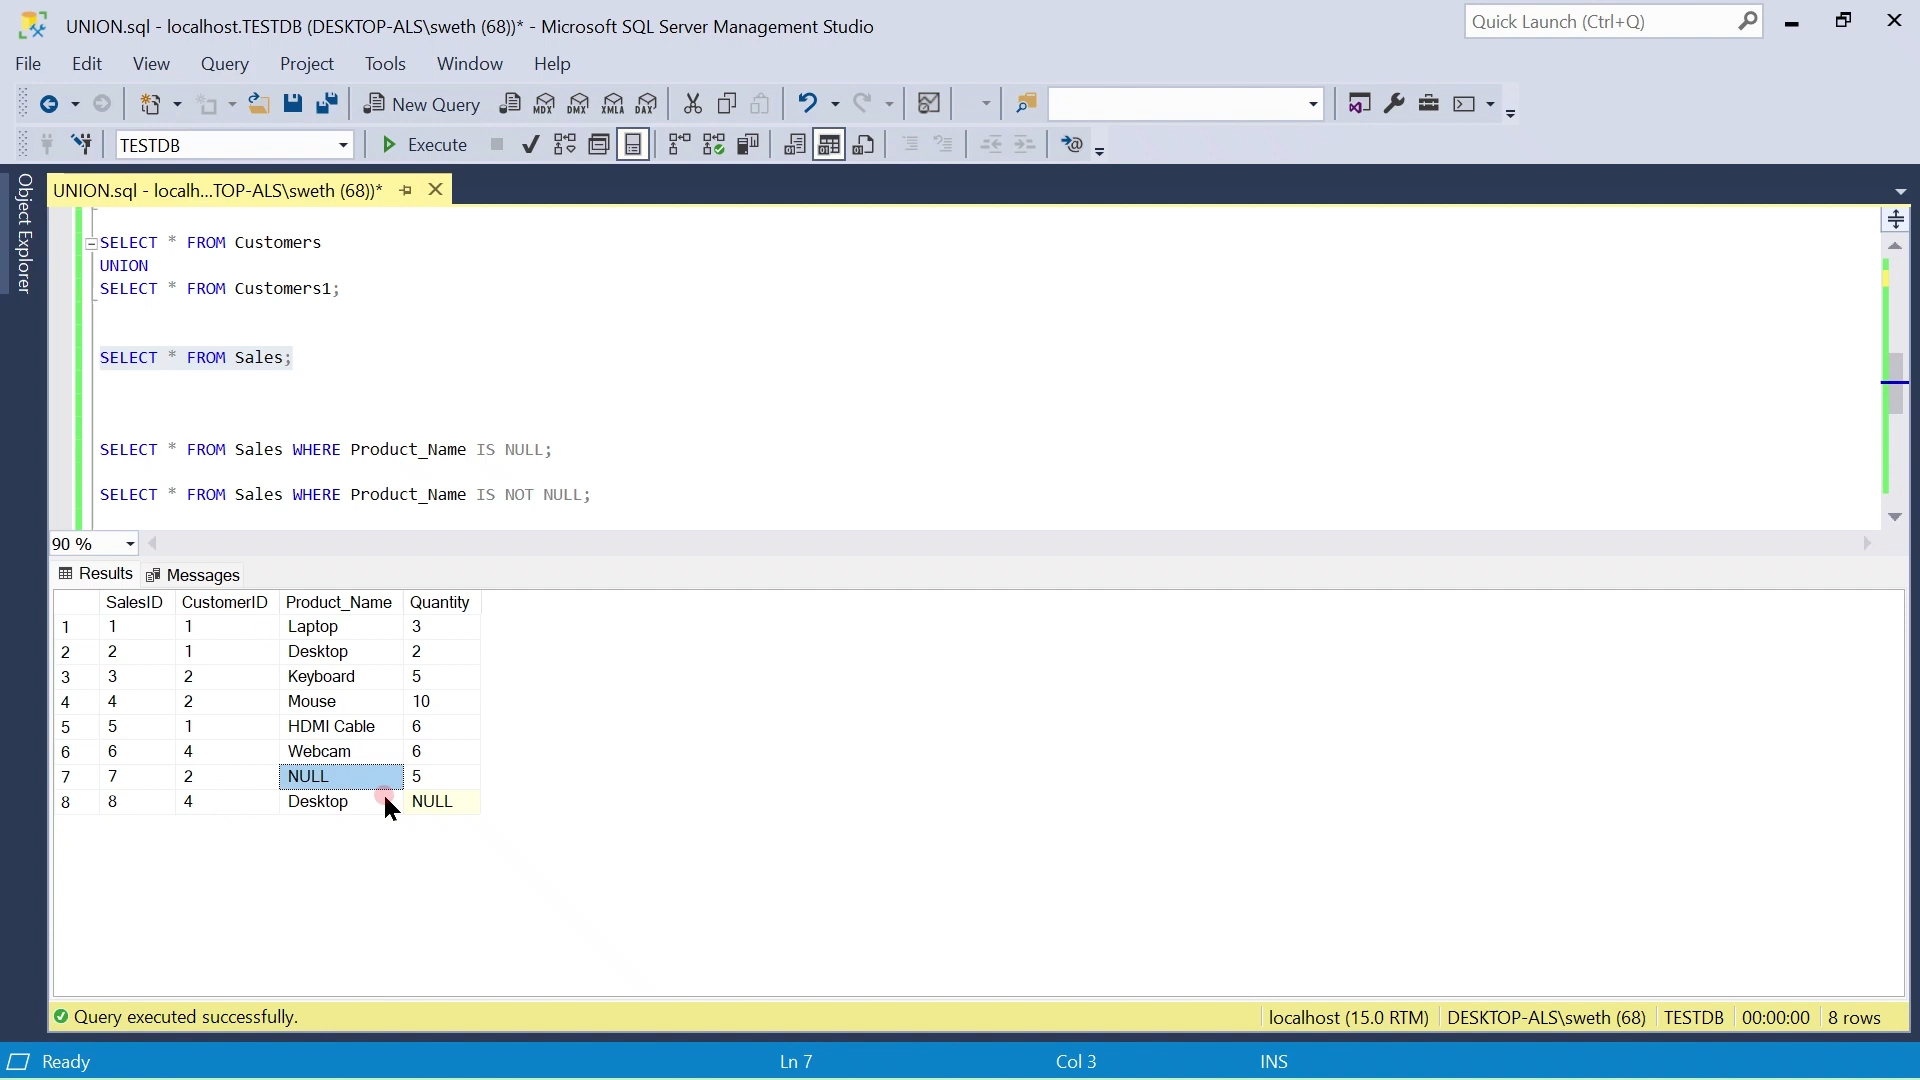 UNION.sql - localhost.TESTDB (DESKTOP-ALS\sweth (68))* - Microsoft SQL Server Management Studio
Quick Launch (Ctrl+Q)
File Edit View Query Project Tools Window Help
New Query MDX DMX XMLA DAX
TESTDB Execute
Object Explorer
UNION.sql - localh...TOP-ALS\sweth (68))*
SELECT * FROM Customers
UNION
SELECT * FROM Customers1;
SELECT * FROM Sales;
SELECT * FROM Sales WHERE Product_Name IS NULL;
SELECT * FROM Sales WHERE Product_Name IS NOT NULL;
90 %
Results Messages
SalesID CustomerID Product_Name Quantity
1 1 1 Laptop 3
2 2 1 Desktop 2
3 3 2 Keyboard 5
4 4 2 Mouse 10
5 5 1 HDMI Cable 6
6 6 4 Webcam 6
7 7 2 NULL 5
8 8 4 Desktop NULL
Query executed successfully. localhost (15.0 RTM) DESKTOP-ALS\sweth (68) TESTDB 00:00:00 8 rows
Ready Ln 7 Col 3 INS